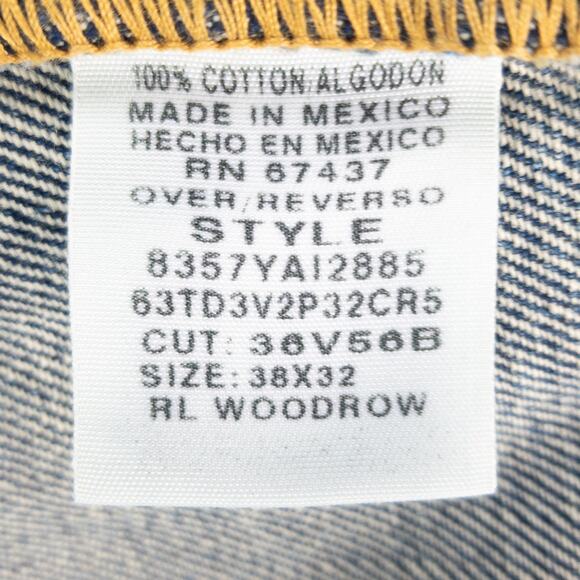 100% COTTON/ALGODON
MADE IN MEXICO
HECHO EN MEXICO
RN 67437
OVER/REVERSO
STYLE
8357YAI2885
63TD3V2P32CR5
CUT: 36V56B
SIZE: 38X32
RL WOODROW